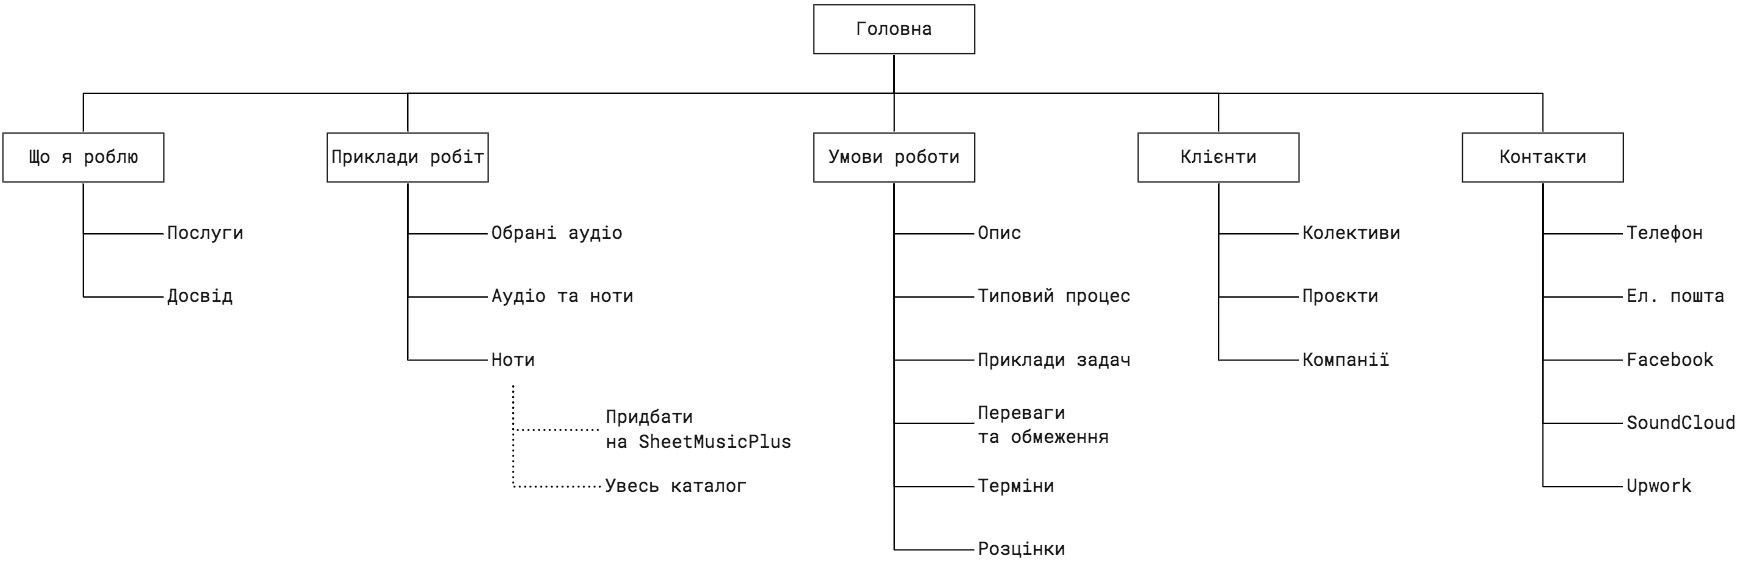 Головна
Що я роблю
Послуги
Досвід
Приклади робіт
Обрані аудіо
Аудіо та ноти
Ноти
Придбати
на SheetMusicPlus
Увесь каталог
Умови роботи
Опис
Типовий процес
Приклади задач
Переваги
та обмеження
Терміни
Розцінки
Клієнти
Колективи
Проєкти
Компанії
Контакти
Телефон
Ел. пошта
Facebook
SoundCloud
Upwork